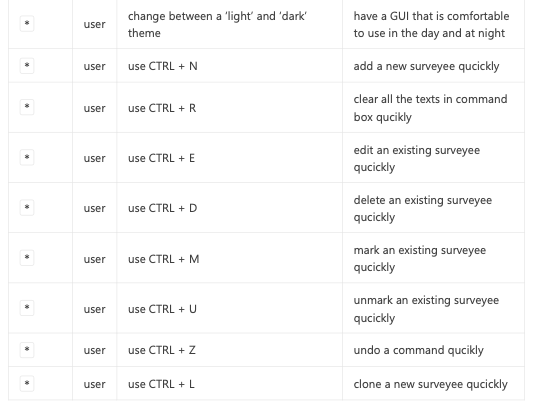 * user change between a ‘light’ and ‘dark’ have a GUI that is comfortable
theme to use in the day and at night
* user use CTRL + N add a new surveyee qucickly
* user use CTRL + R clear all the texts in command
box qucikly
* user use CTRL + E edit an existing surveyee
qucickly
* user use CTRL + D delete an existing surveyee
qucickly
* user use CTRL + M mark an existing surveyee
qucickly
* user use CTRL + U unmark an existing surveyee
qucickly
* user use CTRL + Z undo a command qucikly
* user use CTRL + L clone a new surveyee qucickly